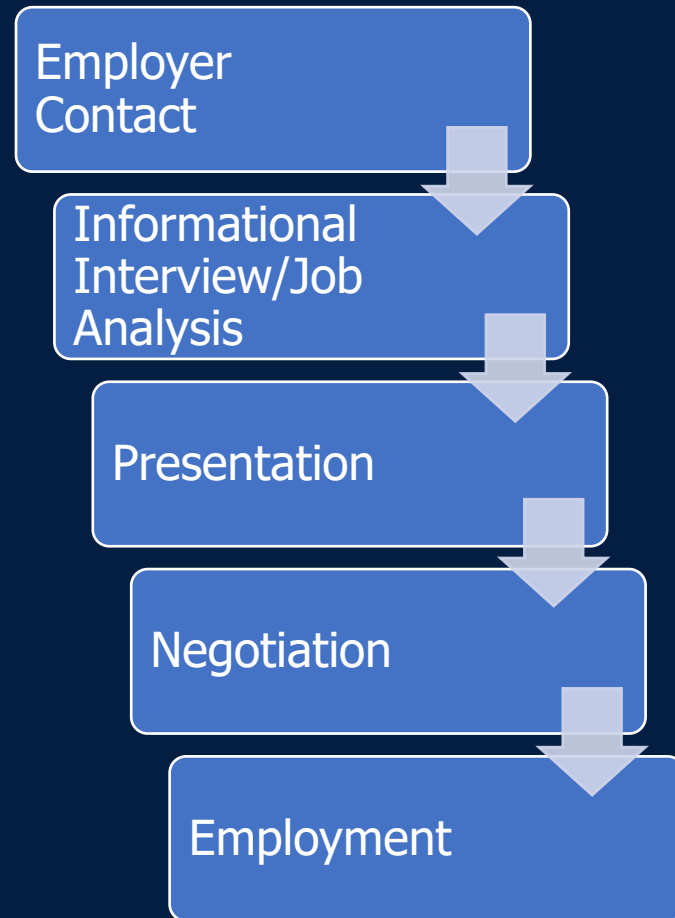 Employer
Contact
Informational
Interview/Job
Analysis
Presentation
Negotiation
Employment